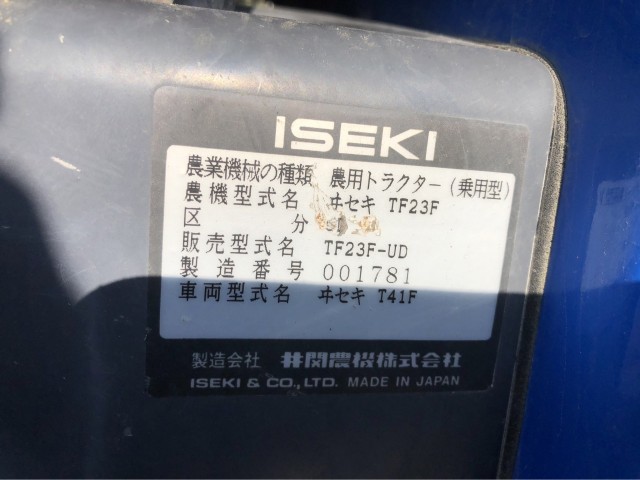 ISEKI
農業機械の種類 農用トラクター(乗用型)
農機型式名 ヰセキ TF23F
区分
販売型式名 TF23F-UD
製造番号 001781
車両型式名 ヰセキ T41F
製造会社 井関農機株式会社
ISEKI & CO.,LTD. MADE IN JAPAN